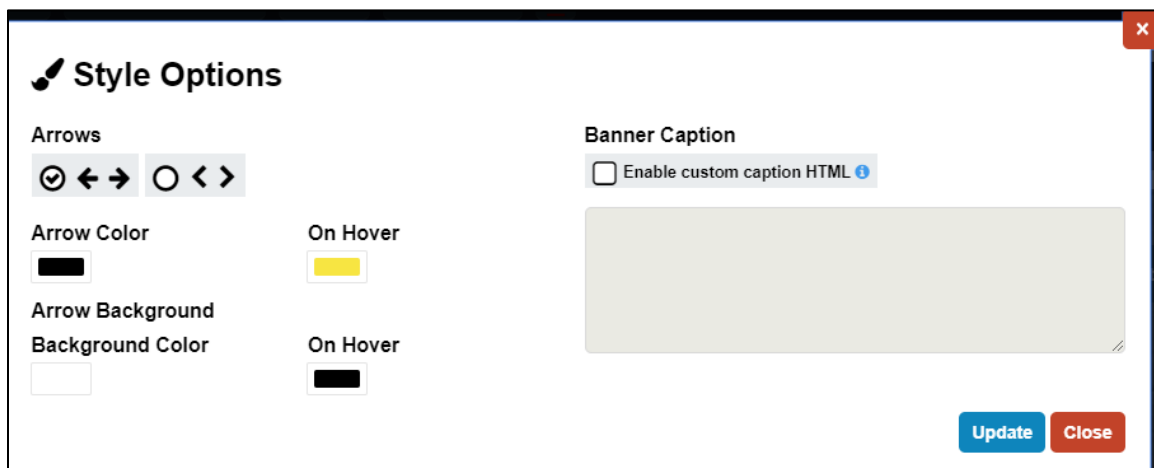 ×
Style Options
Arrows
Arrow Color On Hover
Arrow Background
Background Color On Hover
Banner Caption
Enable custom caption HTML
Update Close